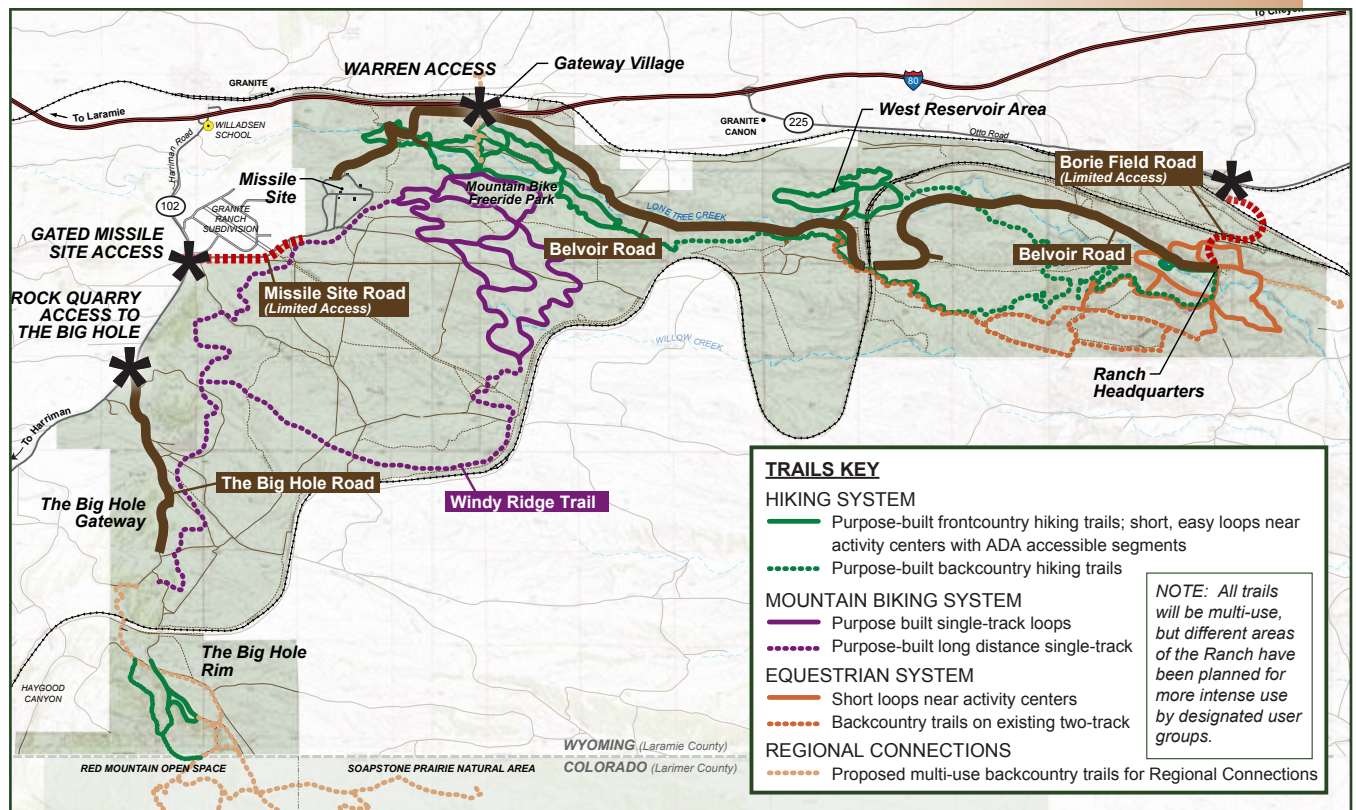 To Cheyen
WARREN ACCESS
Gateway Village
GRANITE
80
To Laramie
WILLADSEN
SCHOOL
Harriman Road
West Reservoir Area
GRANITE
CANON
225
Otto Road
Borie Field Road
(Limited Access)
Missile
Site
Mountain Bike
Freeride Park
102
GRANITE
RANCH
SUBDIVISION
LONE TREE CREEK
GATED MISSILE
SITE ACCESS
Belvoir Road
Belvoir Road
ROCK QUARRY
ACCESS TO
THE BIG HOLE
Missile Site Road
(Limited Access)
WILLOW CREEK
Ranch
Headquarters
To Harriman
The Big Hole Road
Windy Ridge Trail
The Big Hole
Gateway
The Big Hole
Rim
HAYGOOD
CANYON
WYOMING (Laramie County)
COLORADO (Larimer County)
RED MOUNTAIN OPEN SPACE
SOAPSTONE PRAIRIE NATURAL AREA
TRAILS KEY
HIKING SYSTEM
Purpose-built frontcountry hiking trails; short, easy loops near
activity centers with ADA accessible segments
Purpose-built backcountry hiking trails
MOUNTAIN BIKING SYSTEM
Purpose built single-track loops
Purpose-built long distance single-track
EQUESTRIAN SYSTEM
Short loops near activity centers
Backcountry trails on existing two-track
REGIONAL CONNECTIONS
Proposed multi-use backcountry trails for Regional Connections
NOTE: All trails
will be multi-use,
but different areas
of the Ranch have
been planned for
more intense use
by designated user
groups.